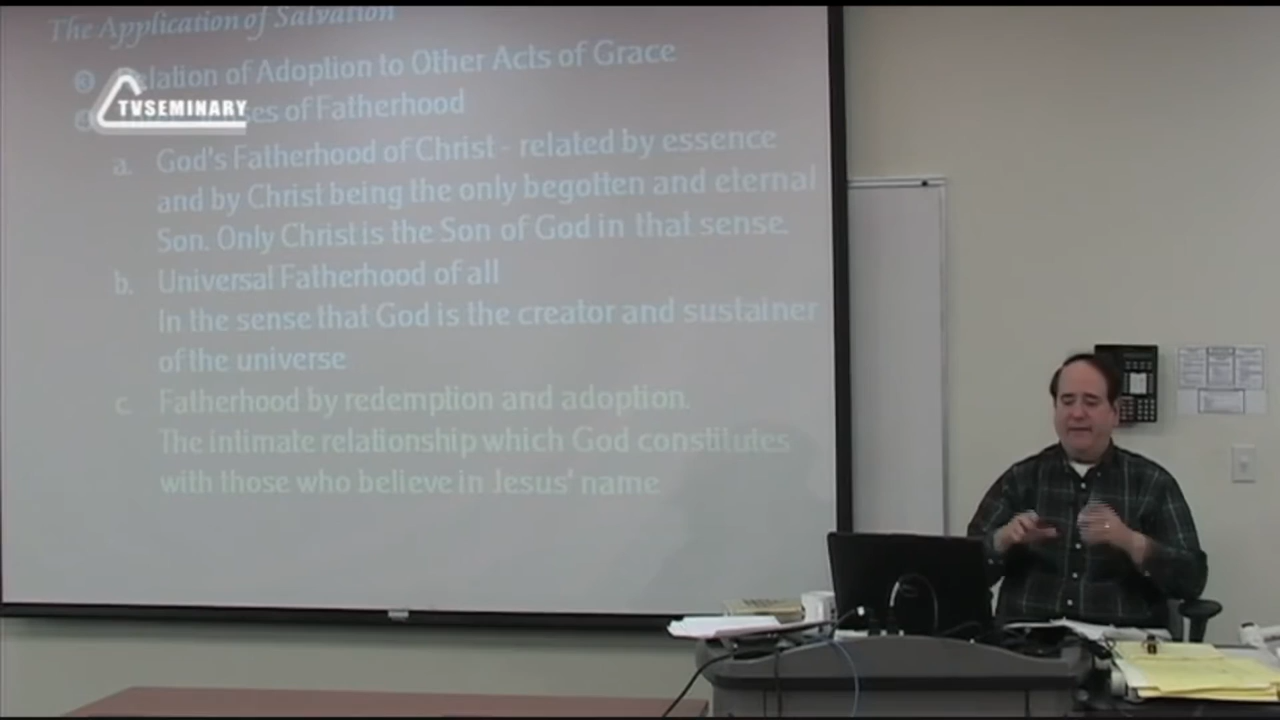 The Application of Salvation
③ Relation of Adoption to Other Acts of Grace
of Fatherhood
TVSEMINARY
a. God's Fatherhood of Christ - related by essence
and by Christ being the only begotten and eternal
Son. Only Christ is the Son of God in that sense.
b. Universal Fatherhood of all
In the sense that God is the creator and sustainer
of the universe
c. Fatherhood by redemption and adoption.
The intimate relationship which God constitutes
with those who believe in Jesus' name